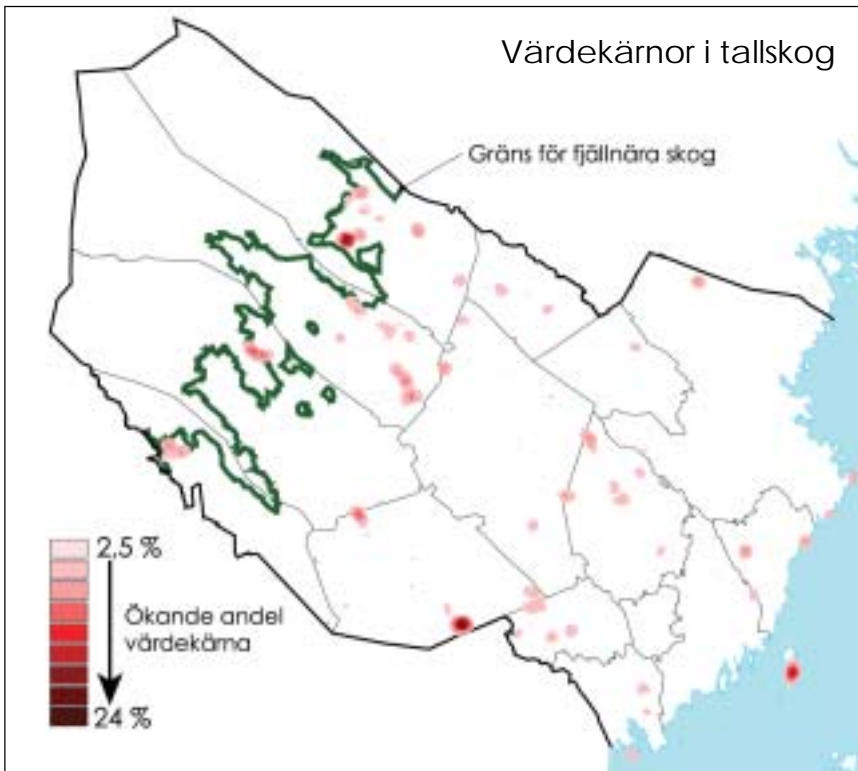 Värdekärnor i tallskog
Gräns för fjällnära skog
2,5 %
Ökande andel
värdekärna
24 %